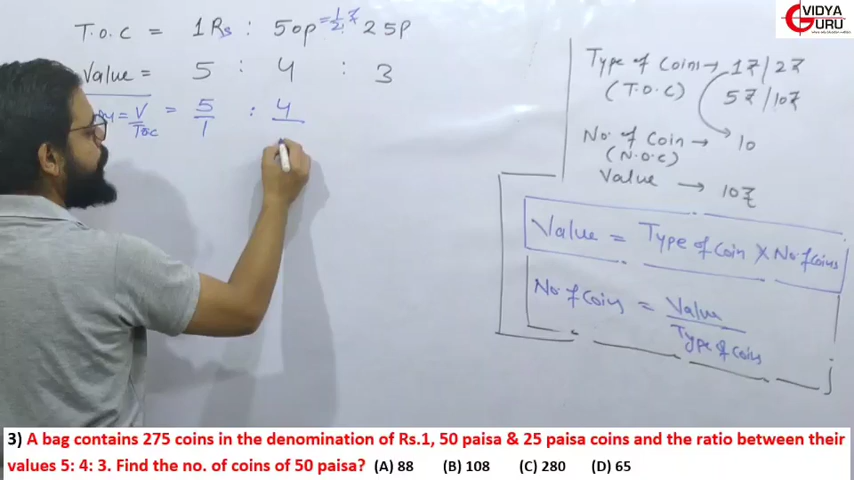 VIDYA
GURU
T.O.C = 1 Rs : 50p = 1/2 ₹ : 25P
Value = 5 : 4 : 3
= V/TOC = 5/1 : 4
Type of Coins → 1₹/2₹
(T.O.C) 5₹/10₹
No. of Coin → 10
(N.O.C)
Value → 10₹
Value = Type of Coin X No. of Coins
No. of Coin = Value / Type of Coins
3) A bag contains 275 coins in the denomination of Rs.1, 50 paisa & 25 paisa coins and the ratio between their
values 5: 4: 3. Find the no. of coins of 50 paisa? (A) 88 (B) 108 (C) 280 (D) 65